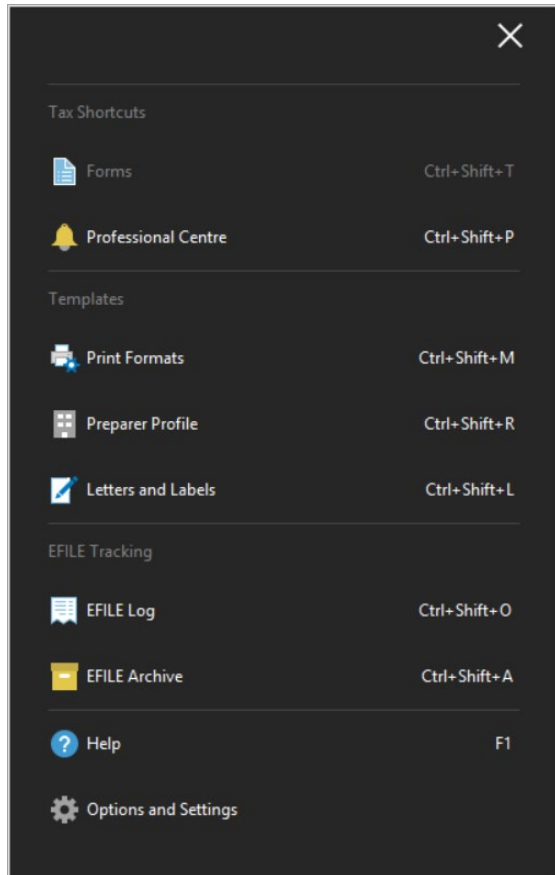 Tax Shortcuts
Forms Ctrl+Shift+T
Professional Centre Ctrl+Shift+P
Templates
Print Formats Ctrl+Shift+M
Preparer Profile Ctrl+Shift+R
Letters and Labels Ctrl+Shift+L
EFILE Tracking
EFILE Log Ctrl+Shift+O
EFILE Archive Ctrl+Shift+A
Help F1
Options and Settings